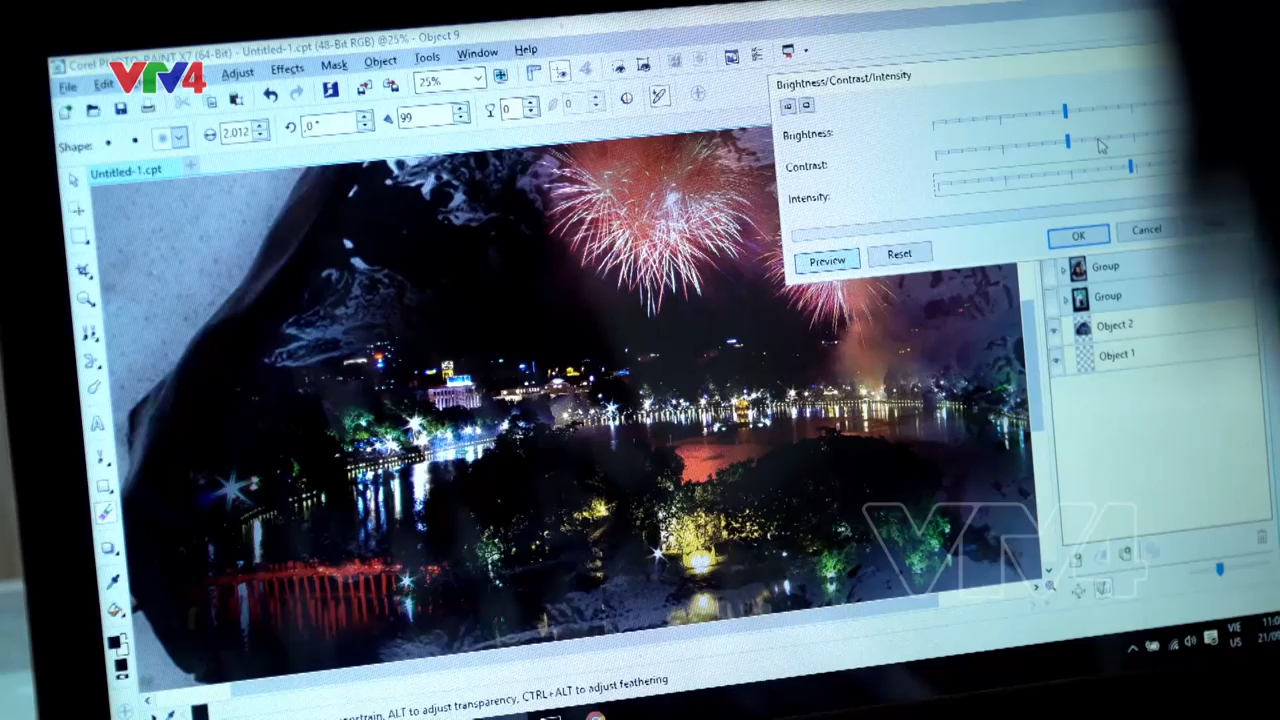 Corel PHOTO-PAINT X7 (64-Bit) - Untitled-1.cpt (48-Bit RGB) @25% - Object 9
File Edit Adjust Effects Mask Object Tools Window Help
VTV4
25%
Shape: 2.012 ,0 ° 99 0 0
Untitled-1.cpt
Brightness/Contrast/Intensity
Brightness:
Contrast:
Intensity:
OK Cancel
Preview Reset
Group
Group
Object 2
Object 1
VTV4
VIE
US
ALT to adjust transparency, CTRL+ALT to adjust feathering